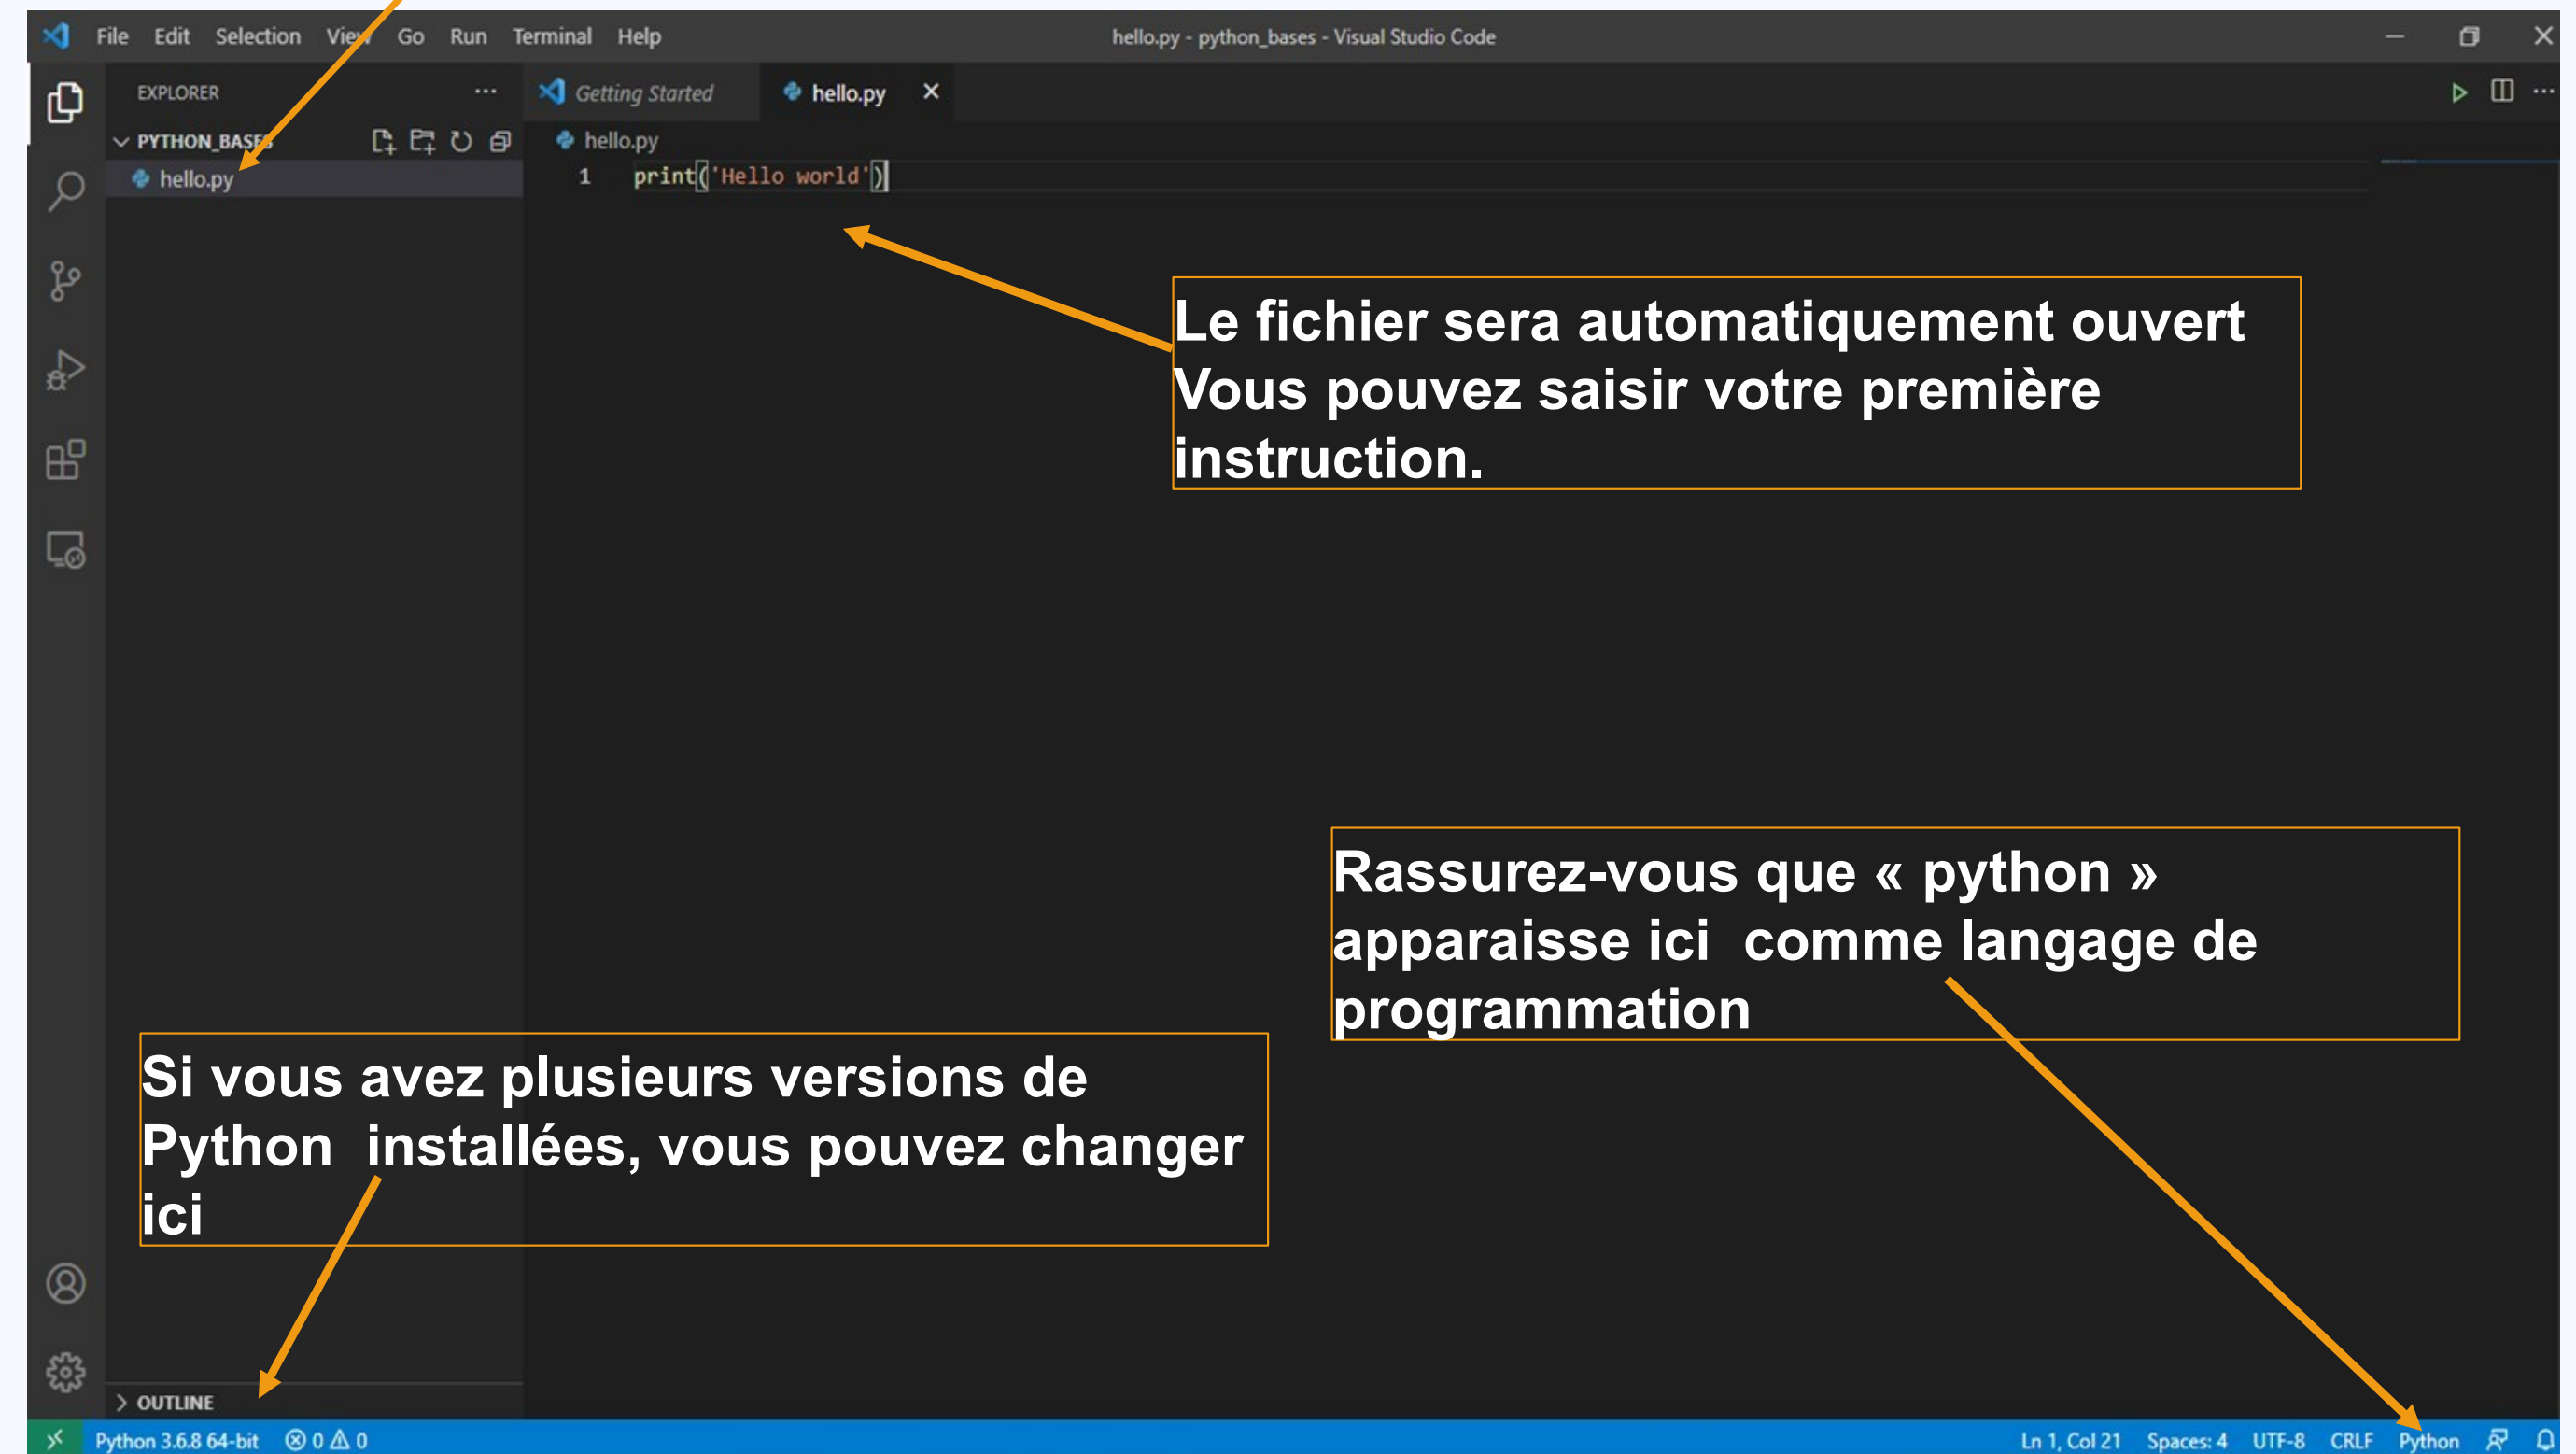 File Edit Selection View Go Run Terminal Help
hello.py - python_bases - Visual Studio Code
EXPLORER
Getting Started
hello.py
PYTHON_BASES
hello.py
hello.py
1 print('Hello world')
Le fichier sera automatiquement ouvert
Vous pouvez saisir votre première
instruction.
Rassurez-vous que « python »
apparaisse ici comme langage de
programmation
Si vous avez plusieurs versions de
Python installées, vous pouvez changer
ici
OUTLINE
Python 3.6.8 64-bit 0 0
Ln 1, Col 21 Spaces: 4 UTF-8 CRLF Python